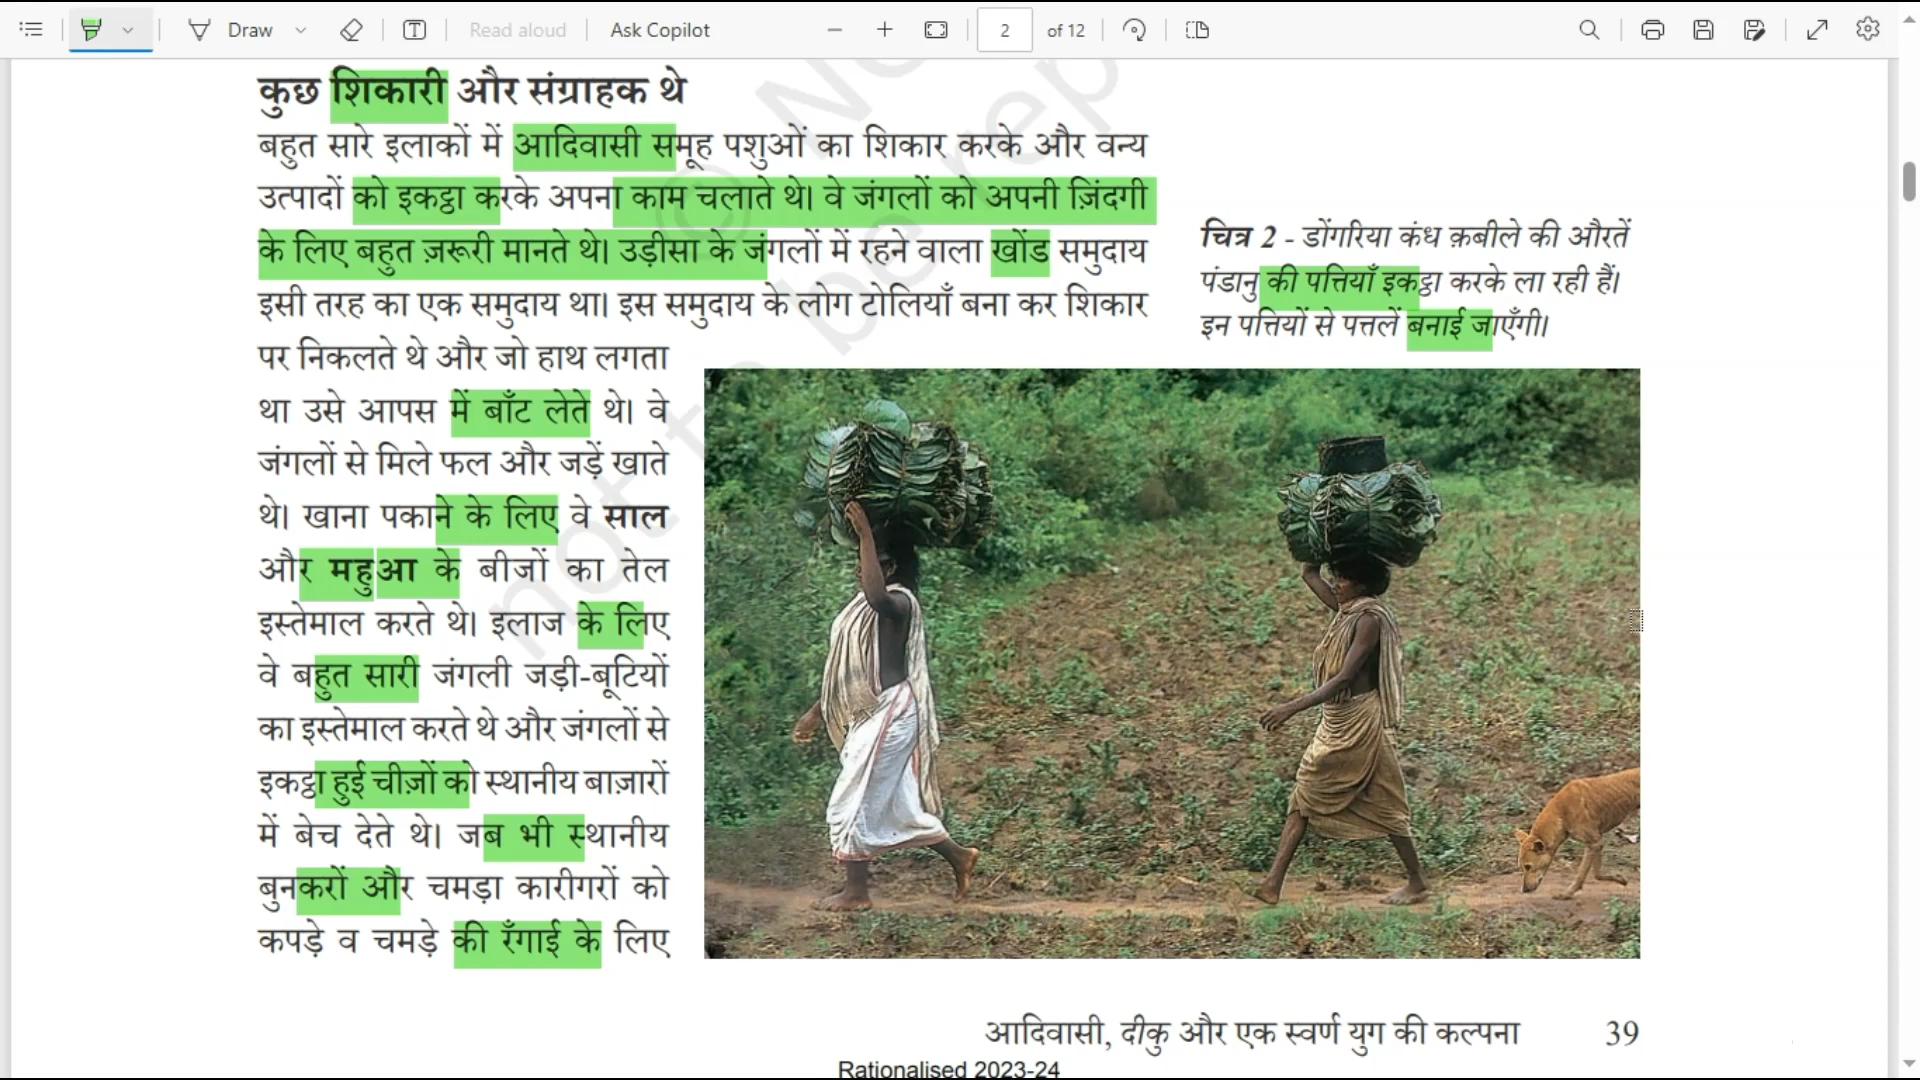 Draw
Read aloud
Ask Copilot
2
of 12
कुछ शिकारी और संग्राहक थे
बहुत सारे इलाकों में आदिवासी समूह पशुओं का शिकार करके और वन्य
उत्पादों को इकट्ठा करके अपना काम चलाते थे। वे जंगलों को अपनी ज़िंदगी
के लिए बहुत ज़रूरी मानते थे। उड़ीसा के जंगलों में रहने वाला खोंड समुदाय
इसी तरह का एक समुदाय था। इस समुदाय के लोग टोलियाँ बना कर शिकार
पर निकलते थे और जो हाथ लगता
था उसे आपस में बाँट लेते थे। वे
जंगलों से मिले फल और जड़ें खाते
थे। खाना पकाने के लिए वे साल
और महुआ के बीजों का तेल
इस्तेमाल करते थे। इलाज के लिए
वे बहुत सारी जंगली जड़ी-बूटियों
का इस्तेमाल करते थे और जंगलों से
इकट्ठा हुई चीज़ों को स्थानीय बाज़ारों
में बेच देते थे। जब भी स्थानीय
बुनकरों और चमड़ा कारीगरों को
कपड़े व चमड़े की रँगाई के लिए
चित्र 2 - डोंगरिया कंध क़बीले की औरतें
पंडानु की पत्तियाँ इकट्ठा करके ला रही हैं।
इन पत्तियों से पत्तलें बनाई जाएँगी।
आदिवासी, दीकु और एक स्वर्ण युग की कल्पना 39
Rationalised 2023-24
© N
not to be rep